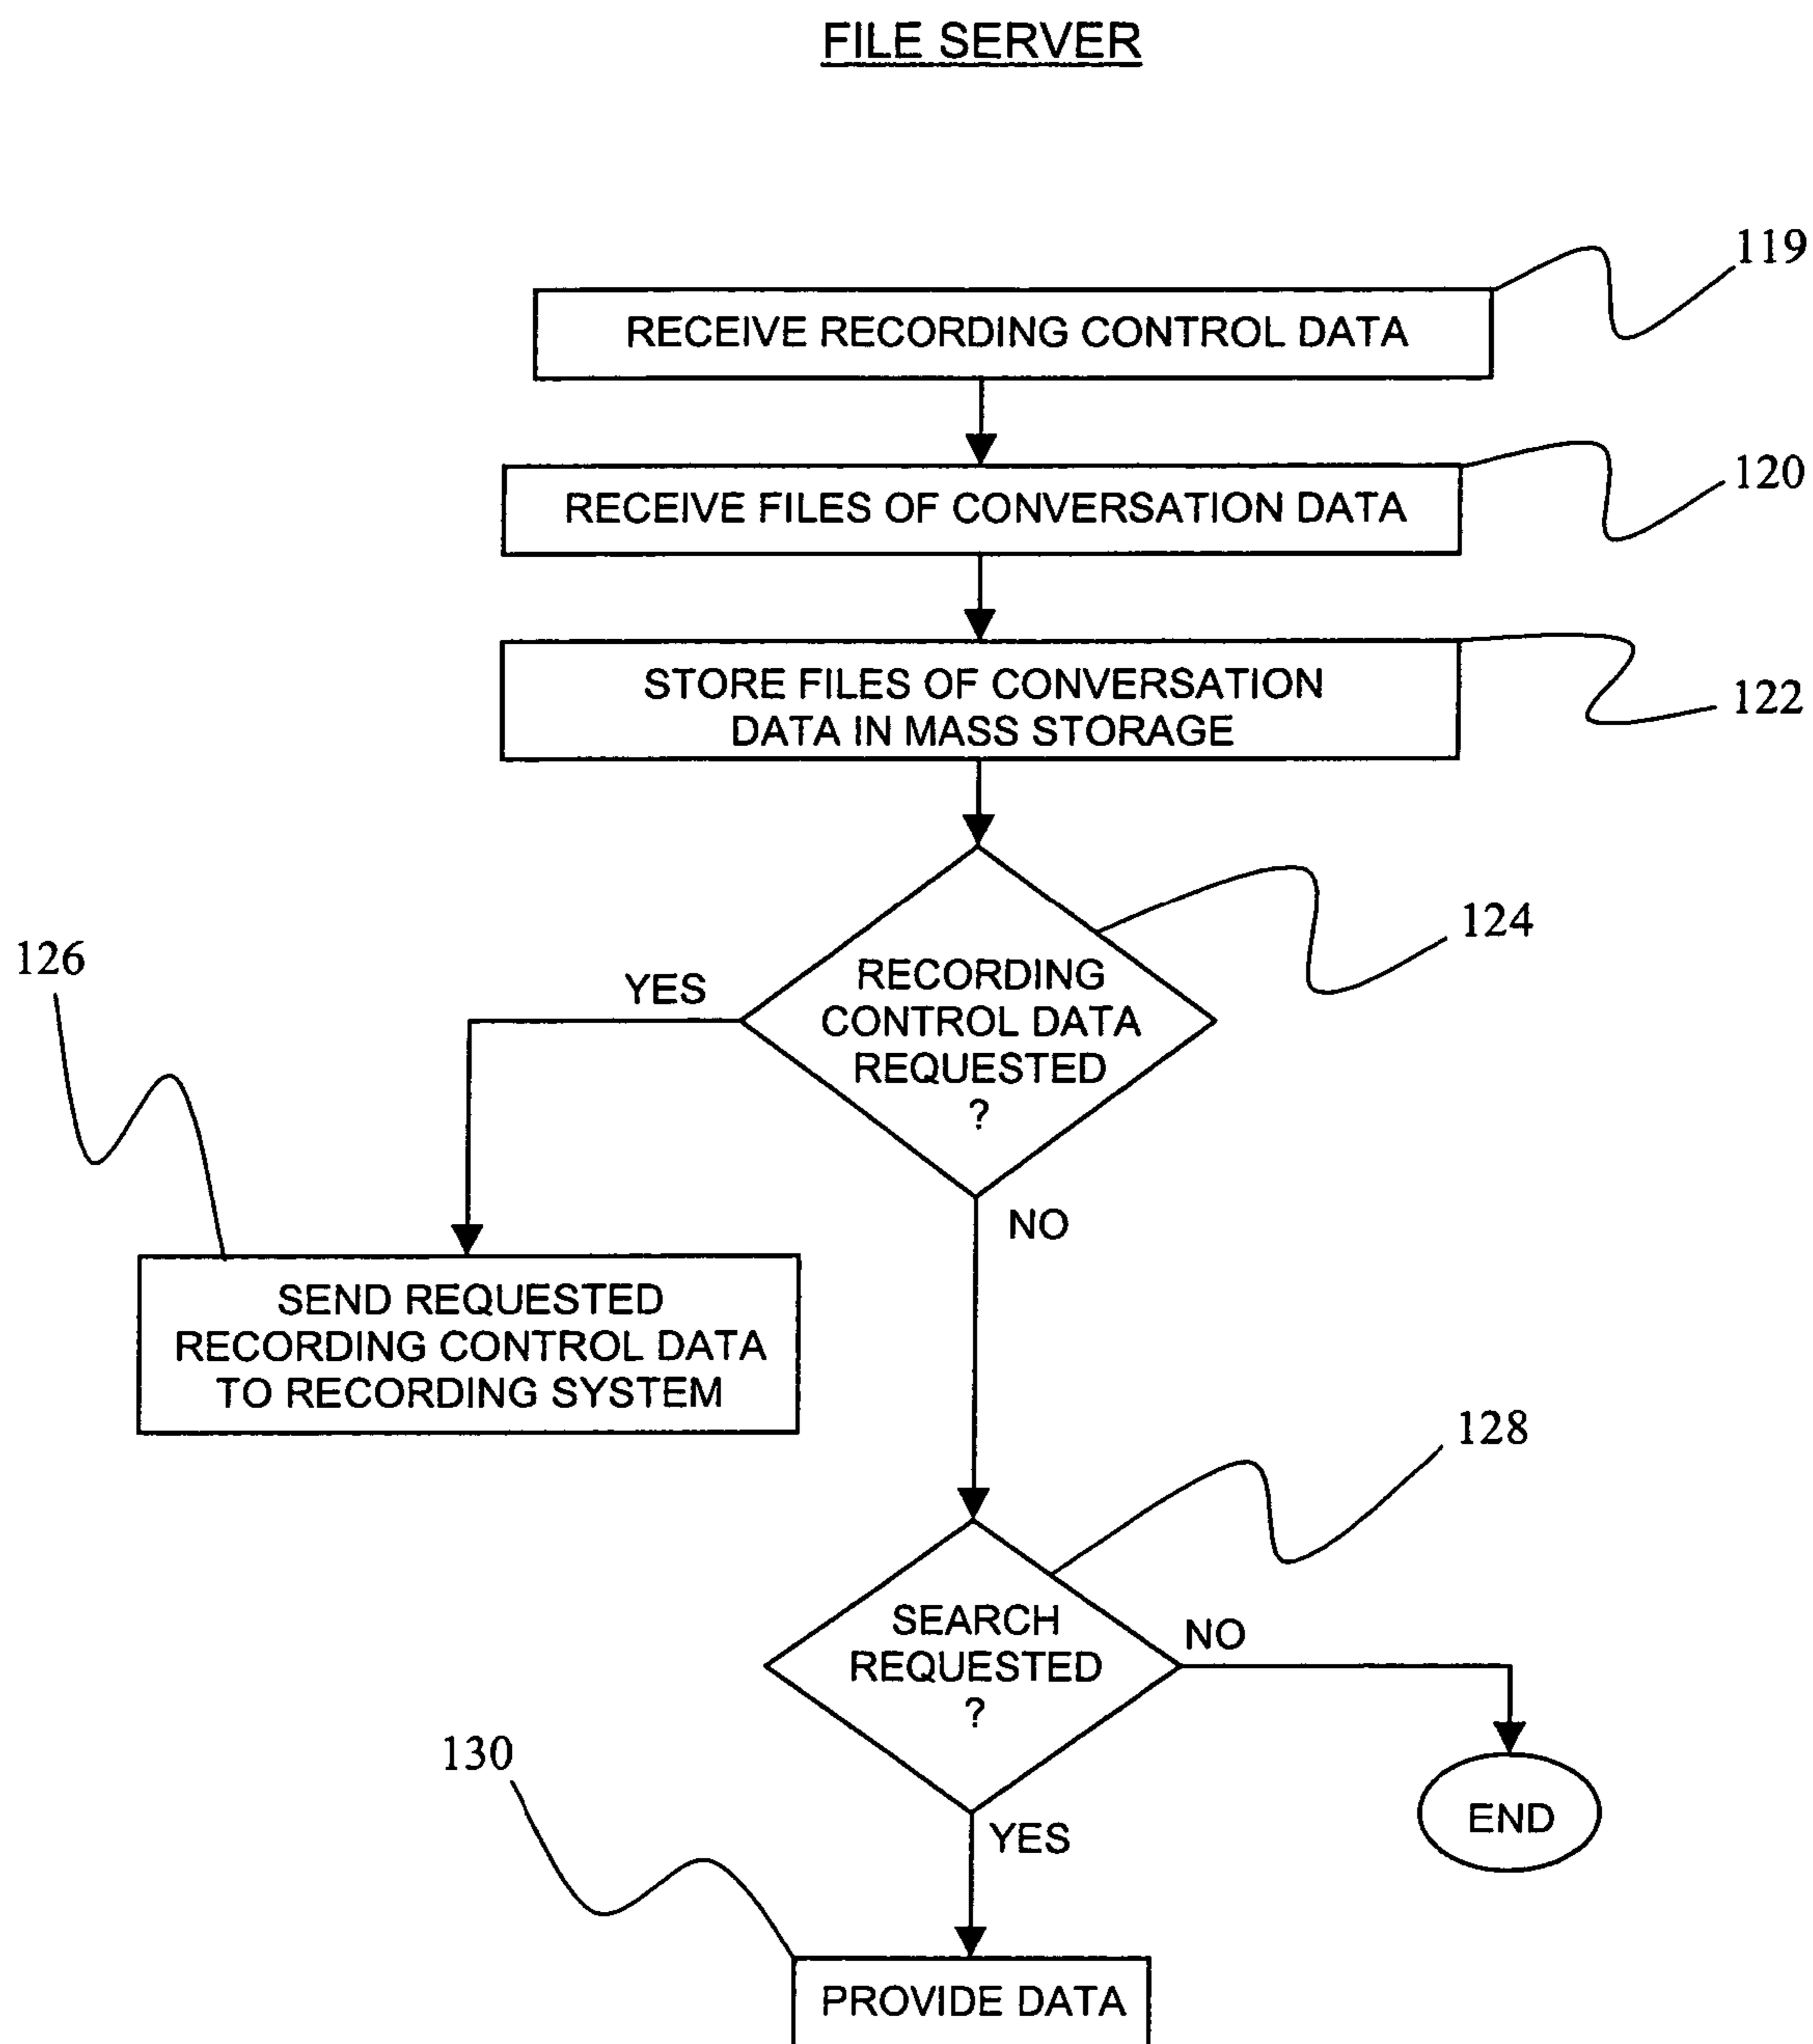 FILE SERVER
119
RECEIVE RECORDING CONTROL DATA
120
RECEIVE FILES OF CONVERSATION DATA
STORE FILES OF CONVERSATION
DATA IN MASS STORAGE
122
124
126
YES
RECORDING
CONTROL DATA
REQUESTED
?
NO
SEND REQUESTED
RECORDING CONTROL DATA
TO RECORDING SYSTEM
128
SEARCH
REQUESTED
?
NO
130
END
YES
PROVIDE DATA